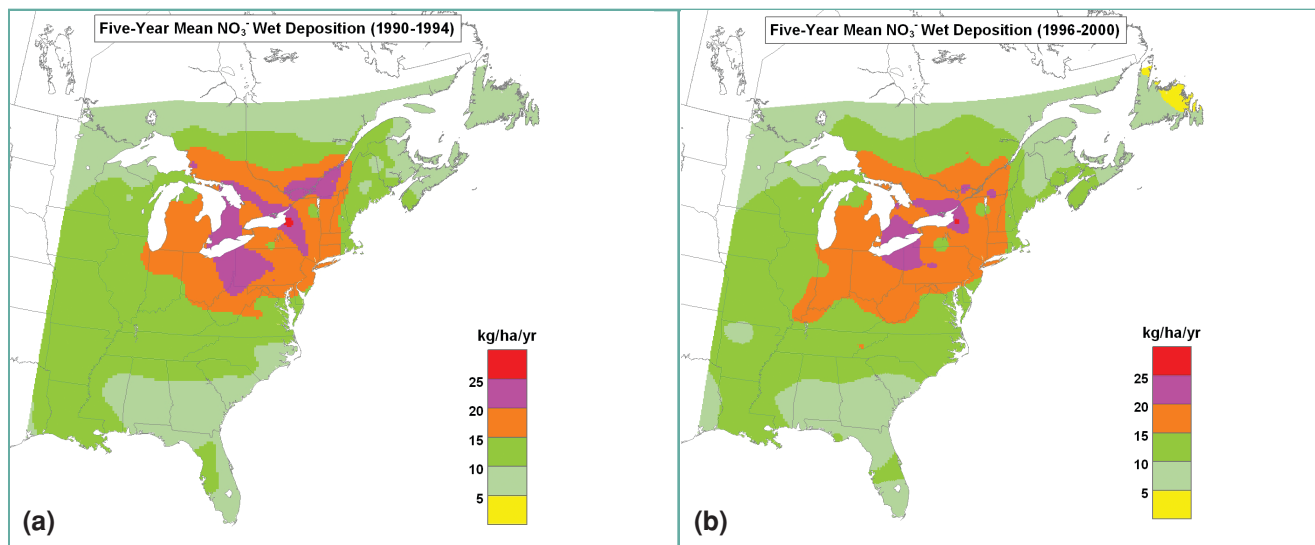 Five-Year Mean NO₃⁻ Wet Deposition (1990-1994)
kg/ha/yr
25
20
15
10
5
(a)
Five-Year Mean NO₃⁻ Wet Deposition (1996-2000)
kg/ha/yr
25
20
15
10
5
(b)